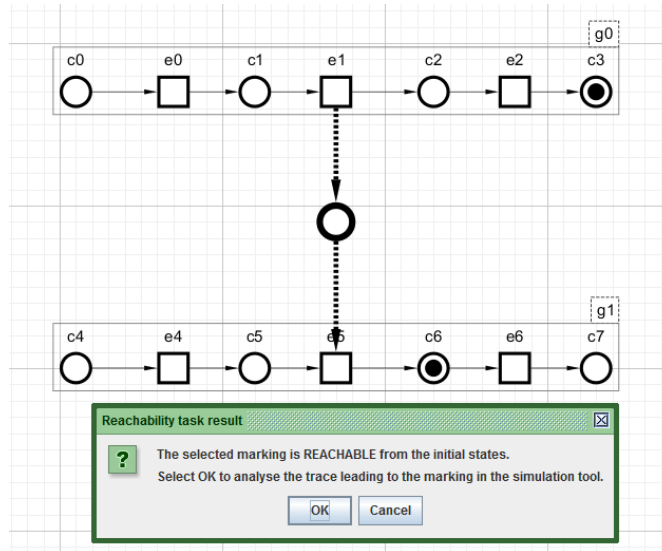 g0
c0 e0 c1 e1 c2 e2 c3
g1
c4 e4 c5 e5 c6 e6 c7
Reachability task result
?
The selected marking is REACHABLE from the initial states.
Select OK to analyse the trace leading to the marking in the simulation tool.
OK Cancel